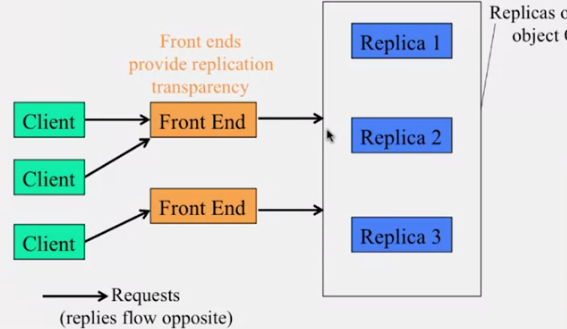 Replicas o
object
Front ends
provide replication
transparency
Replica 1
Client
Front End
Replica 2
Client
Front End
Client
Replica 3
Requests
(replies flow opposite)